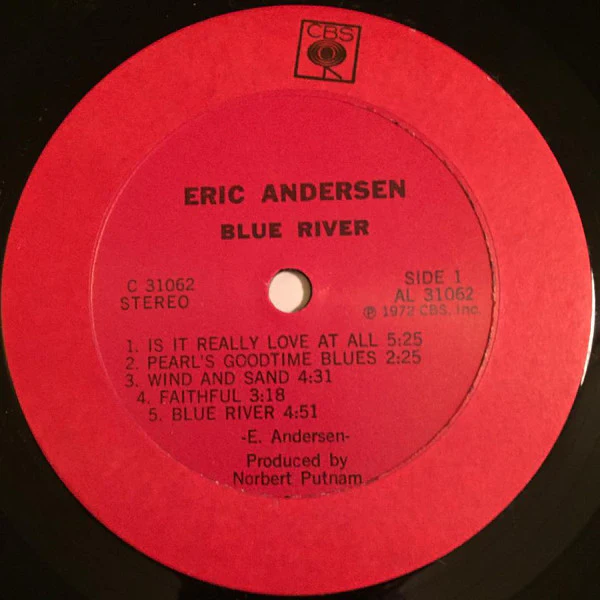 CBS
ERIC ANDERSEN
BLUE RIVER
C 31062
STEREO
SIDE 1
AL 31062
℗ 1972 CBS, Inc.
1. IS IT REALLY LOVE AT ALL 5:25
2. PEARL'S GOODTIME BLUES 2:25
3. WIND AND SAND 4:31
4. FAITHFUL 3:18
5. BLUE RIVER 4:51
-E. Andersen-
Produced by
Norbert Putnam